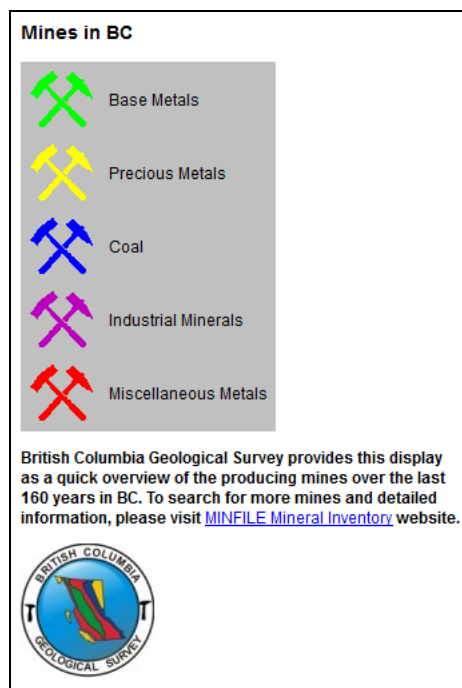 Mines in BC
Base Metals
Precious Metals
Coal
Industrial Minerals
Miscellaneous Metals
British Columbia Geological Survey provides this display
as a quick overview of the producing mines over the last
160 years in BC. To search for more mines and detailed
information, please visit MINFILE Mineral Inventory website.
BRITISH COLUMBIA
GEOLOGICAL SURVEY